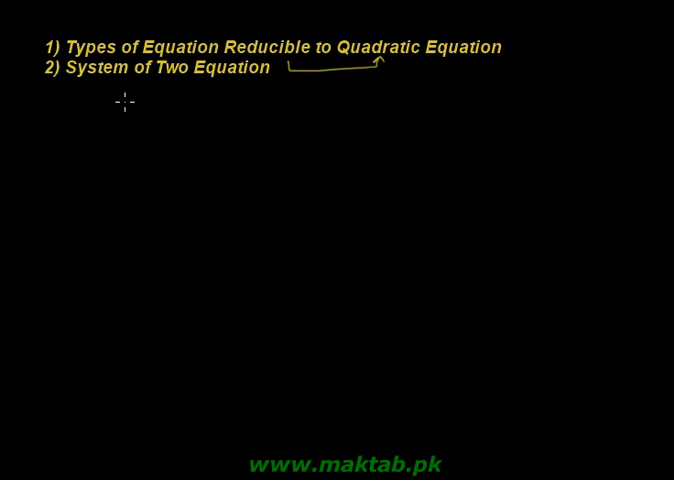 1) Types of Equation Reducible to Quadratic Equation
2) System of Two Equation
www.maktab.pk